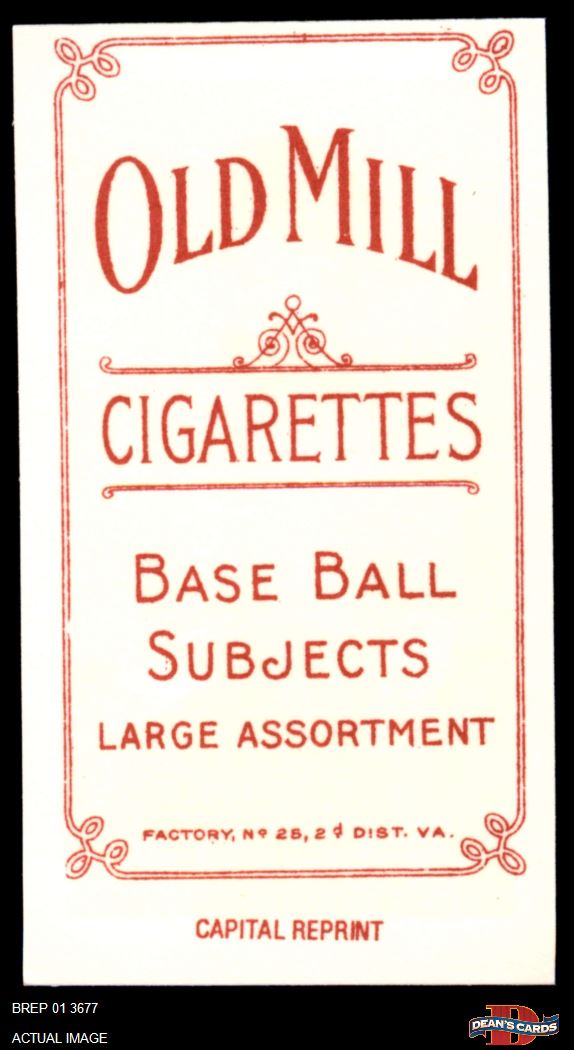 OLD MILL
CIGARETTES
BASE BALL
SUBJECTS
LARGE ASSORTMENT
FACTORY, Nº 25, 2ᵈ DIST. VA.
CAPITAL REPRINT
BREP 01 3677
ACTUAL IMAGE
D
DEAN'S CARDS